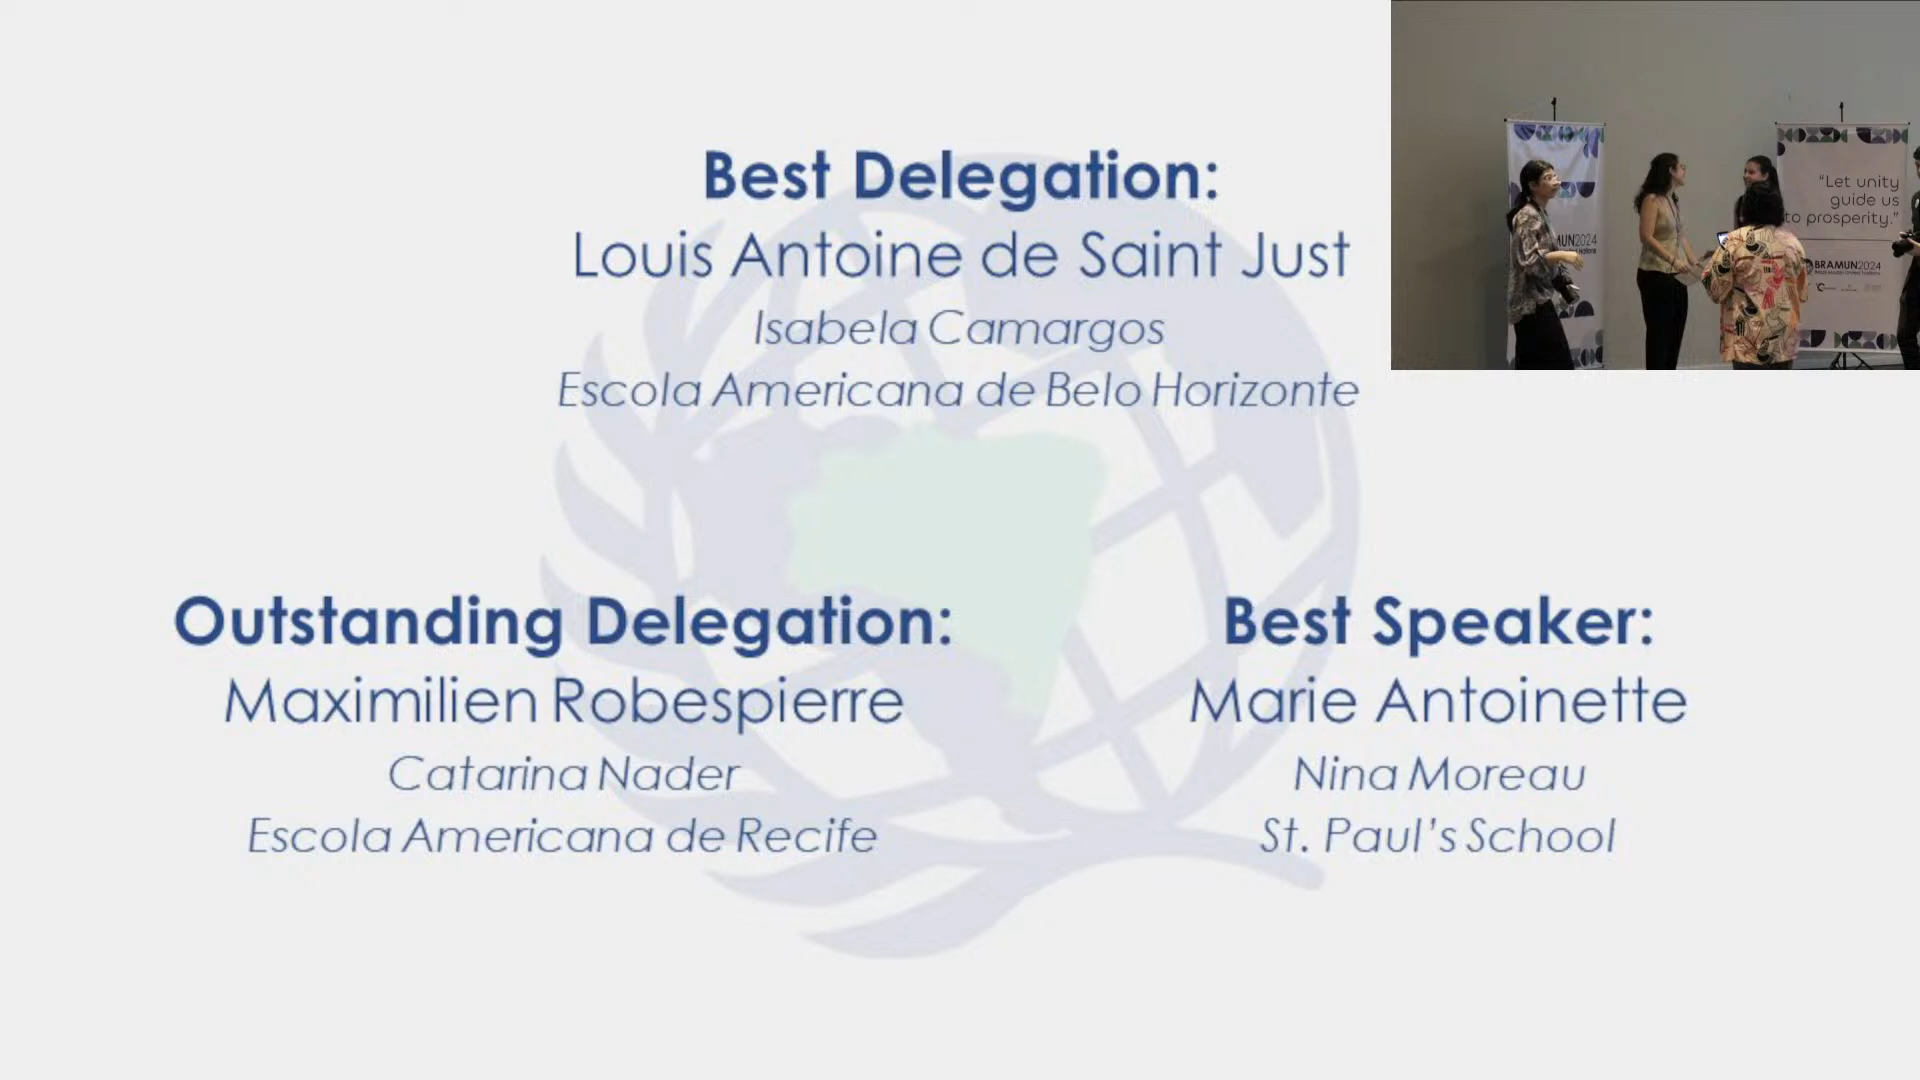 Best Delegation:
Louis Antoine de Saint Just
Isabela Camargos
Escola Americana de Belo Horizonte
Outstanding Delegation:
Maximilien Robespierre
Catarina Nader
Escola Americana de Recife
Best Speaker:
Marie Antoinette
Nina Moreau
St. Paul's School
"Let unity
guide us
to prosperity."
MUN2024
BRAMUN2024